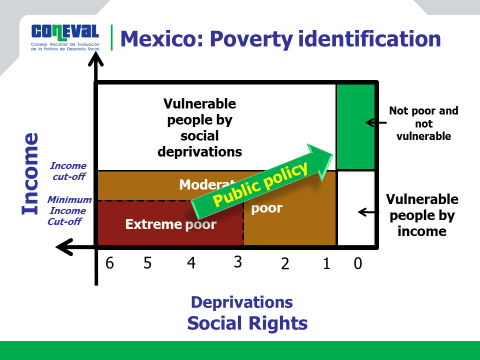 CONEVAL
Consejo Nacional de Evaluación
de la Política de Desarrollo Social
Mexico: Poverty identification
Vulnerable
people by
social
deprivations
Not poor and
not
vulnerable
Income
Income
cut-off
Minimum
Income
Cut-off
Moderat
Public policy
poor
Extreme poor
Vulnerable
people by
income
6 5 4 3 2 1 0
Deprivations
Social Rights